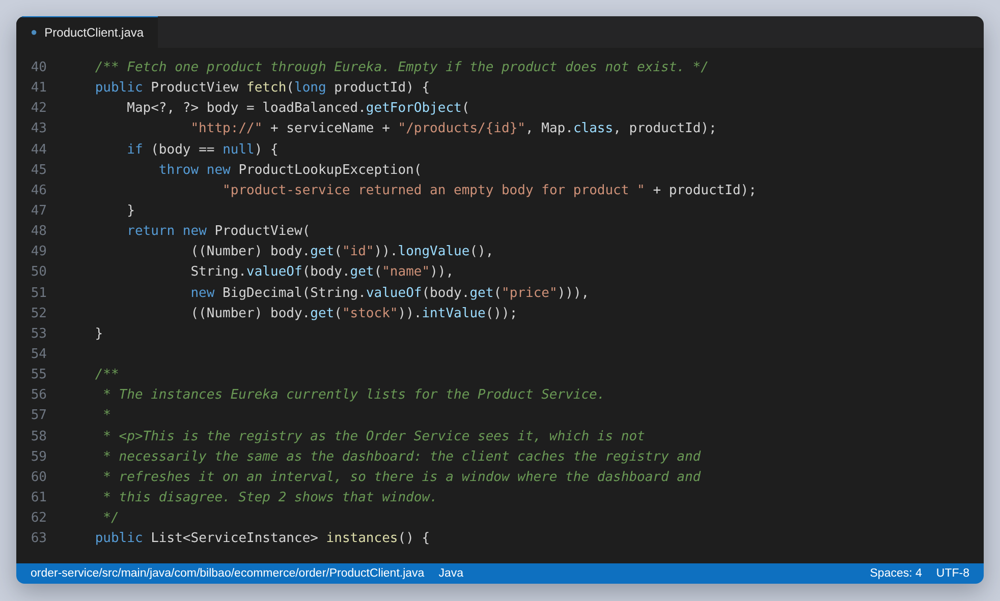 ProductClient.java
40     /** Fetch one product through Eureka. Empty if the product does not exist. */
41     public ProductView fetch(long productId) {
42         Map<?, ?> body = loadBalanced.getForObject(
43                 "http://" + serviceName + "/products/{id}", Map.class, productId);
44         if (body == null) {
45             throw new ProductLookupException(
46                     "product-service returned an empty body for product " + productId);
47         }
48         return new ProductView(
49                 ((Number) body.get("id")).longValue(),
50                 String.valueOf(body.get("name")),
51                 new BigDecimal(String.valueOf(body.get("price"))),
52                 ((Number) body.get("stock")).intValue());
53     }
54
55     /**
56      * The instances Eureka currently lists for the Product Service.
57      *
58      * <p>This is the registry as the Order Service sees it, which is not
59      * necessarily the same as the dashboard: the client caches the registry and
60      * refreshes it on an interval, so there is a window where the dashboard and
61      * this disagree. Step 2 shows that window.
62      */
63     public List<ServiceInstance> instances() {
order-service/src/main/java/com/bilbao/ecommerce/order/ProductClient.java Java Spaces: 4 UTF-8